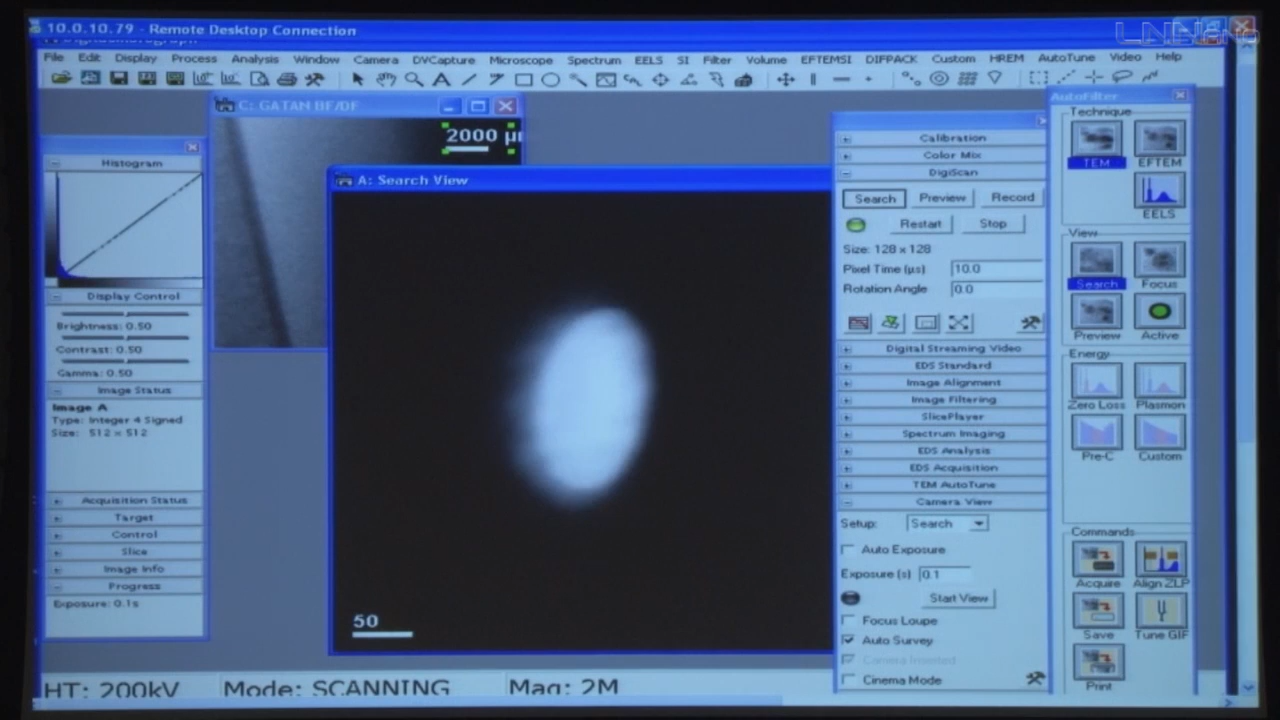 10.0.10.79 - Remote Desktop Connection
LNNano
File Edit Display Process Analysis Window Camera DVCapture Microscope Spectrum EELS SI Filter Volume EFTEMSI DIFPACK Custom HREM AutoTune Video Help
C: GATAN BF/DF
2000 µ
A: Search View
Histogram
Display Control
Brightness: 0.50
Contrast: 0.50
Gamma: 0.50
Image Status
Image A
Type: Integer 4 Signed
Size: 512 x 512
Acquisition Status
Target
Control
Slice
Image Info
Progress
Exposure: 0.1s
50
Calibration
Color Mix
DigiScan
Search Preview Record
Restart Stop
Size: 128 x 128
Pixel Time (µs) 10.0
Rotation Angle 0.0
Digital Streaming Video
EDS Standard
Image Alignment
Image Filtering
SlicePlayer
Spectrum Imaging
EDS Analysis
EDS Acquisition
TEM AutoTune
Camera View
Setup: Search
Auto Exposure
Exposure (s) 0.1
Start View
Focus Loupe
Auto Survey
Camera Inserted
Cinema Mode
AutoFilter
Technique
TEM EFTEM
EELS
View
Search Focus
Preview Active
Energy
Zero Loss Plasmon
Pre-C Custom
Commands
Acquire Align ZLP
Save Tune GIF
Print
HT: 200kV Mode: SCANNING Mag: 2M